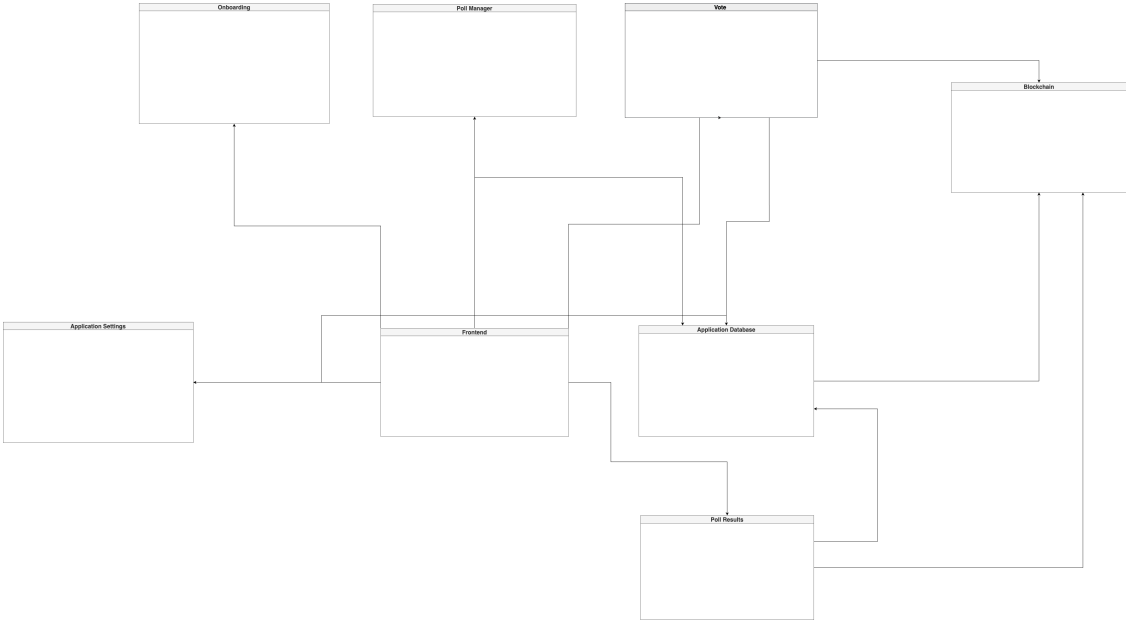 Onboarding
Poll Manager
Vote
Blockchain
Application Settings
Frontend
Application Database
Poll Results